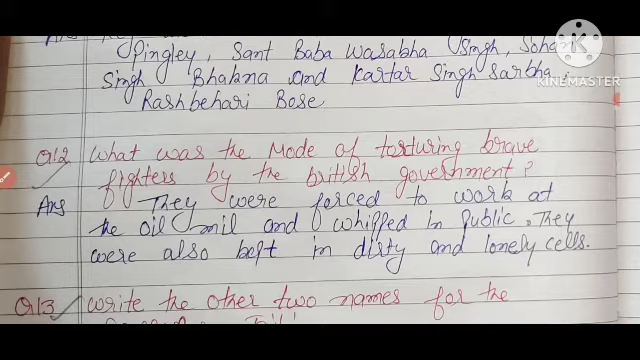 Pingley, Sant Baba Wasabha Singh, Sohan
Singh Bhakna and Kartar Singh Sarbha,
KINEMASTER
Rashbehari Bose
Q12 What was the Mode of torturing brave
fighters by the british government?
Ans They were forced to work at
the oil mil and whipped in public. They
were also kept in dirty and lonely cells.
Q13 Write the other two names for the